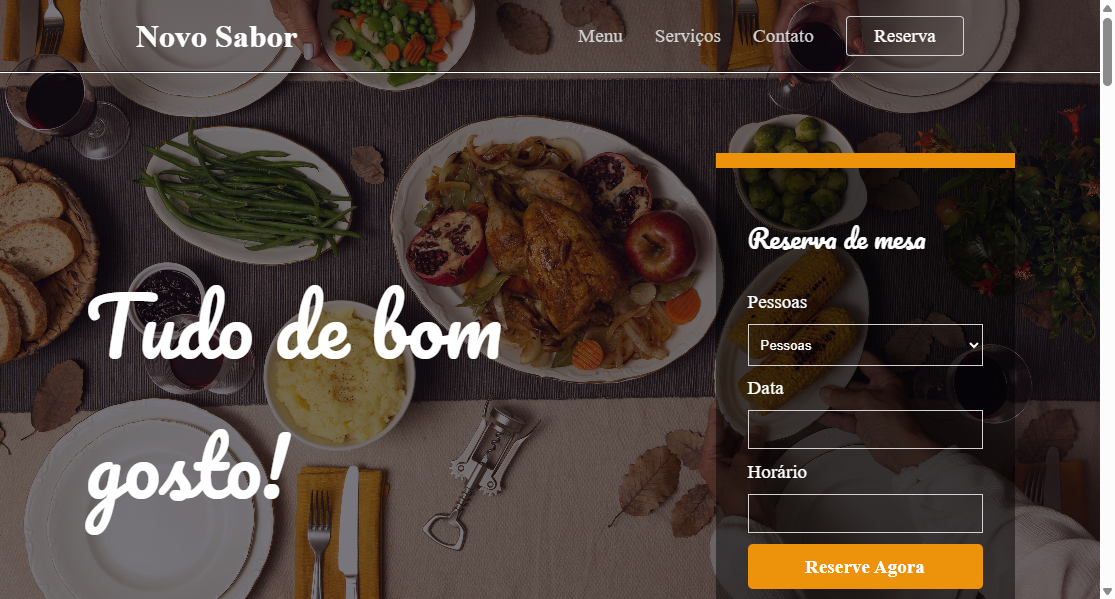 Novo Sabor
Menu Serviços Contato Reserva
Reserva de mesa
Pessoas
Pessoas
Data
Horário
Reserve Agora
Tudo de bom
gosto!